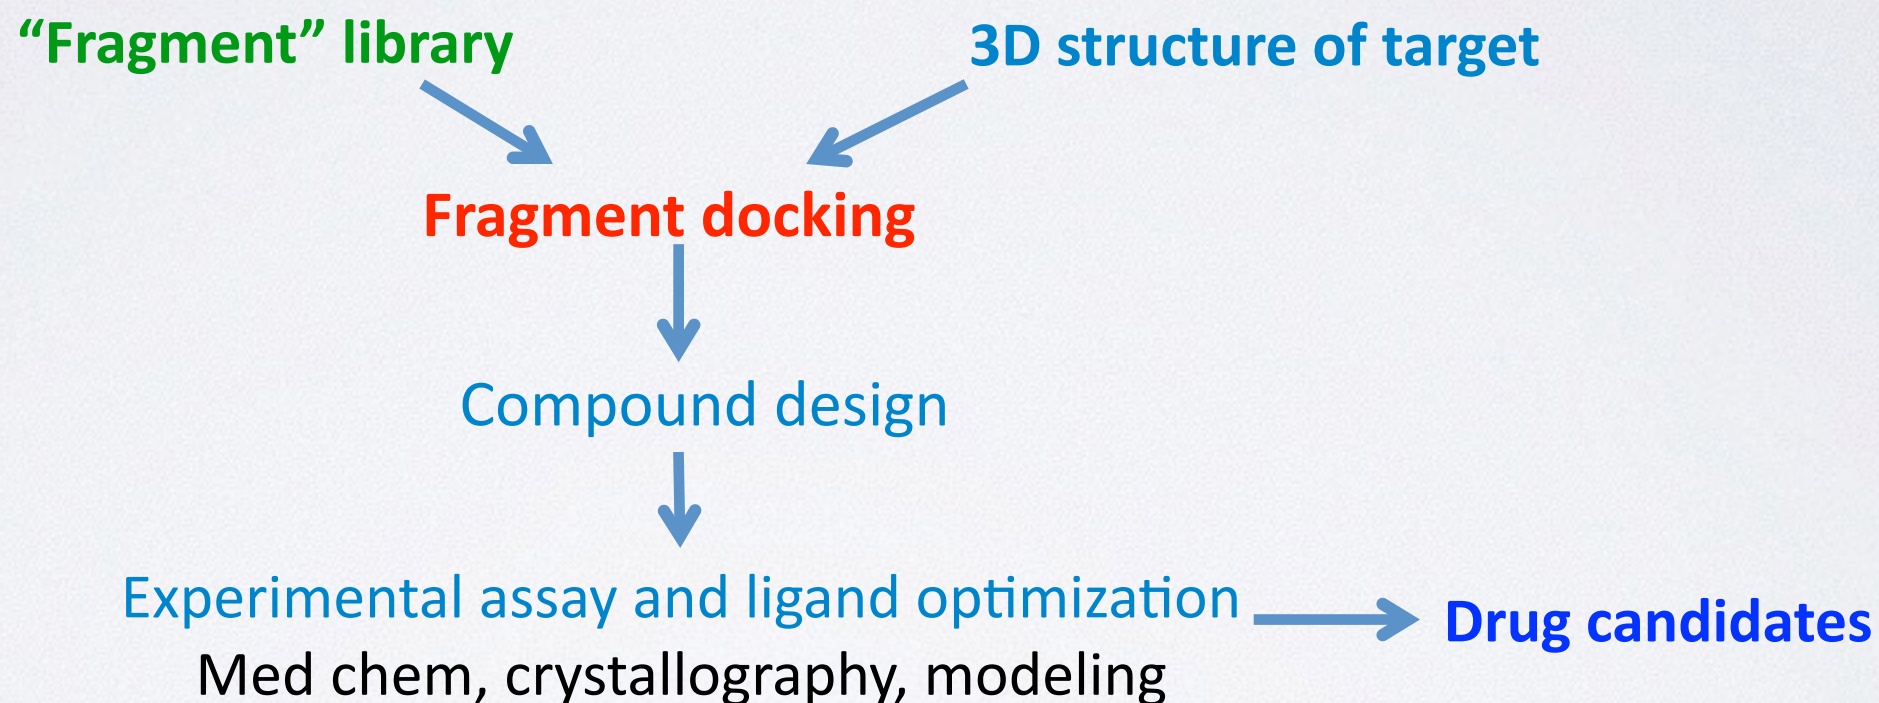 “Fragment” library
3D structure of target
Fragment docking
Compound design
Experimental assay and ligand optimization
Drug candidates
Med chem, crystallography, modeling